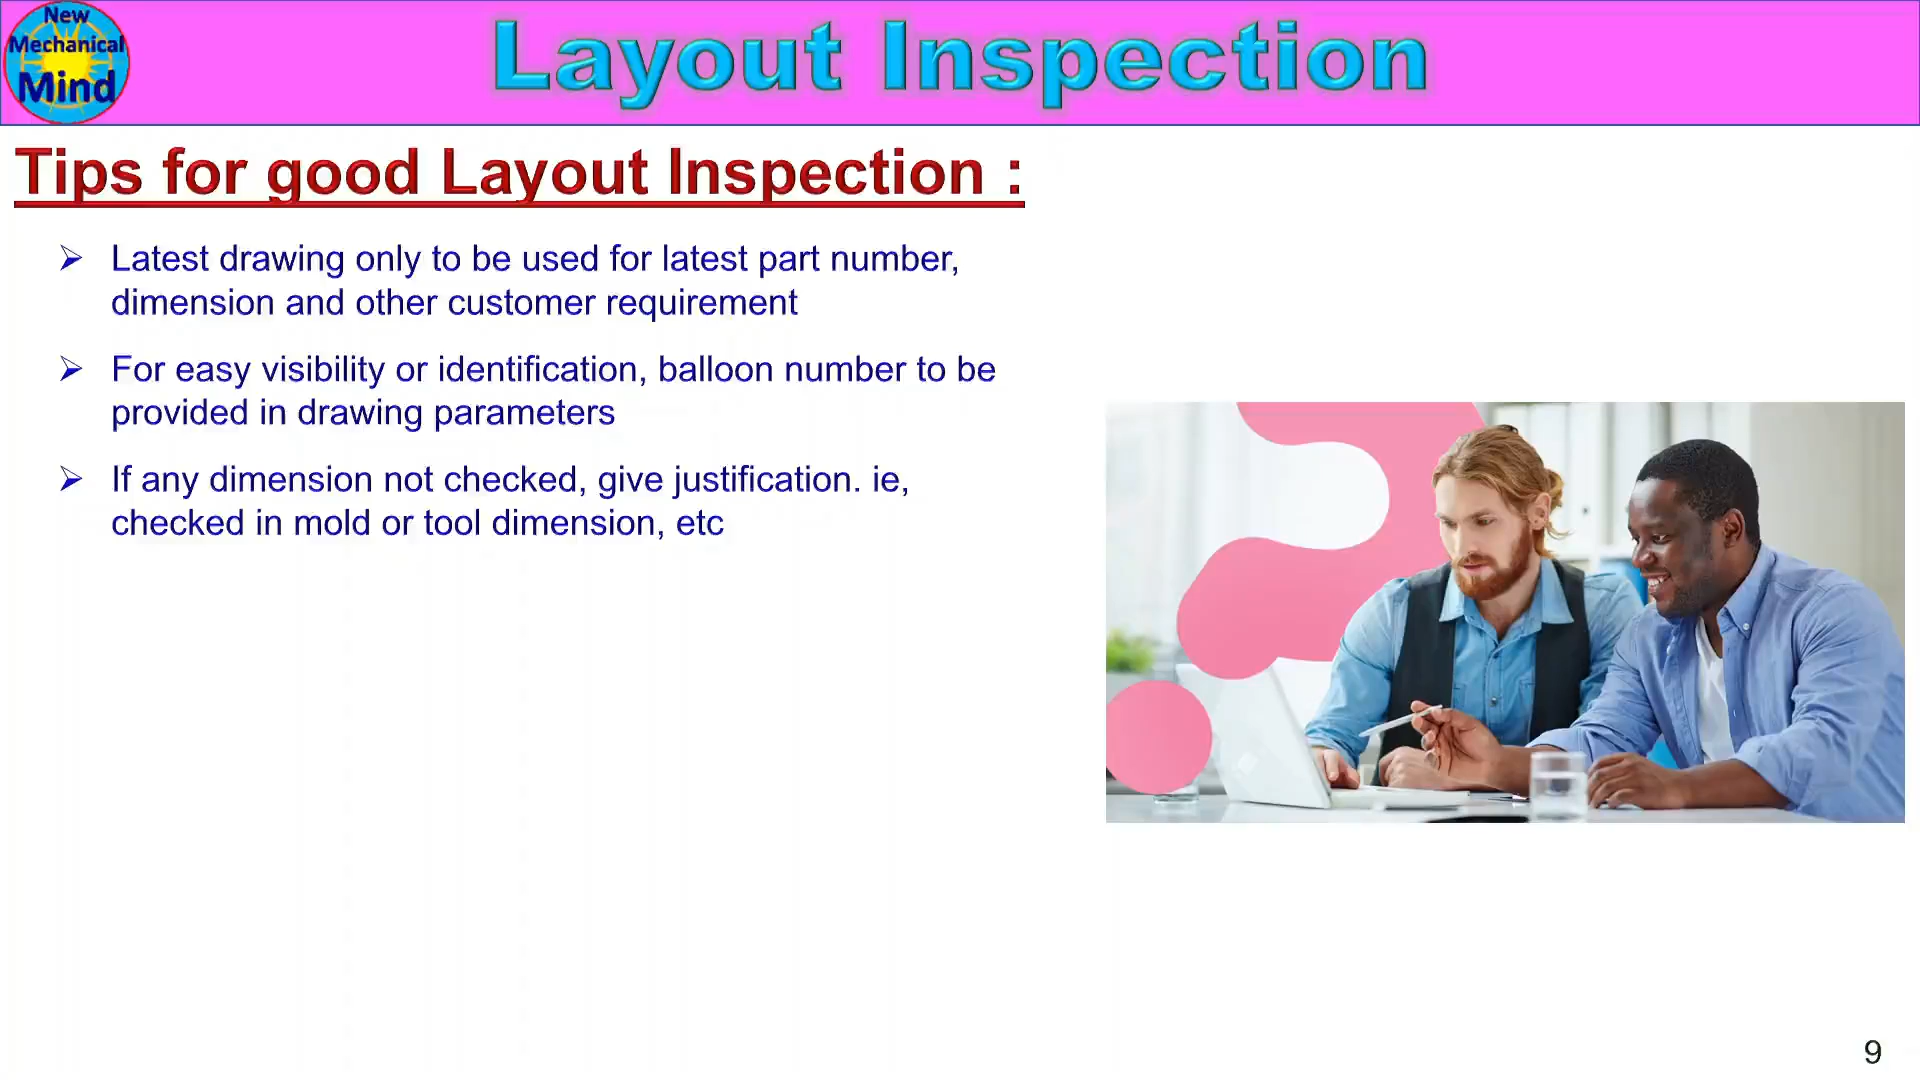 New
Mechanical
Mind
Layout Inspection
Tips for good Layout Inspection :
➢ Latest drawing only to be used for latest part number,
dimension and other customer requirement
➢ For easy visibility or identification, balloon number to be
provided in drawing parameters
➢ If any dimension not checked, give justification. ie,
checked in mold or tool dimension, etc
9